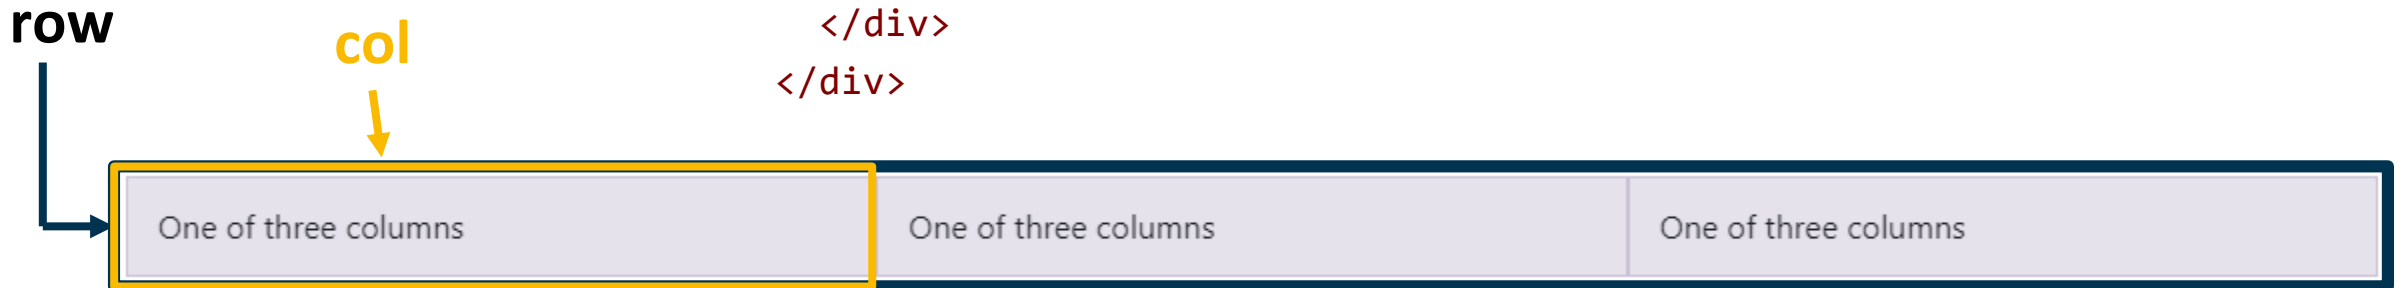 row
col
</div>
</div>
One of three columns One of three columns One of three columns